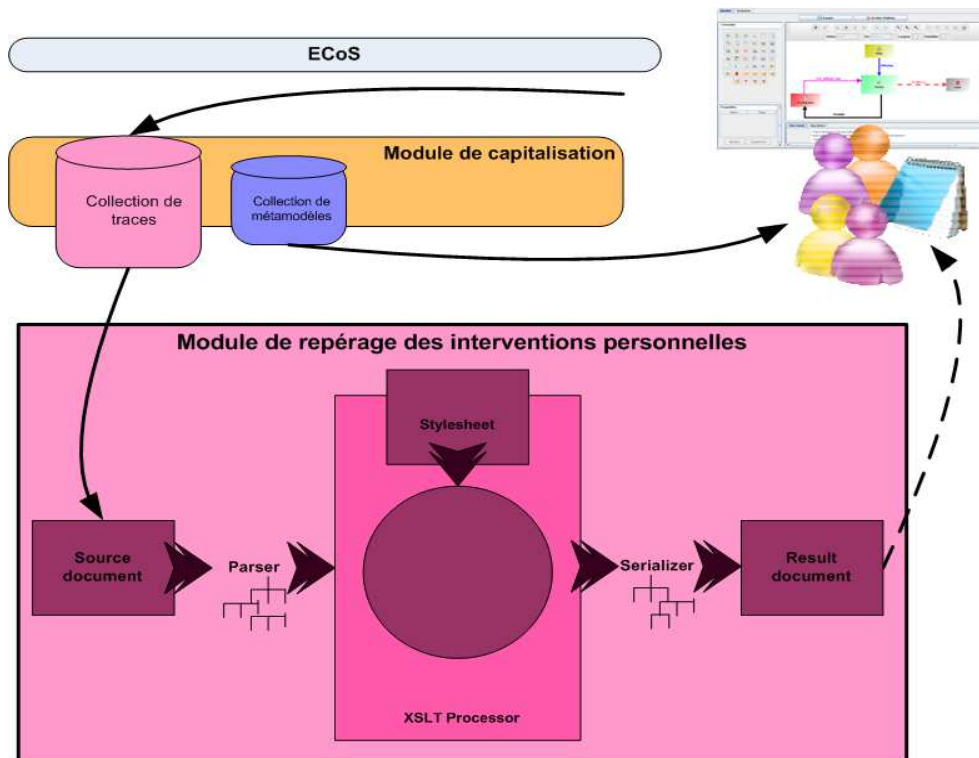 ECoS
Module de capitalisation
Collection de
traces
Collection de
métamodèles
Module de repérage des interventions personnelles
Stylesheet
Source
document
Parser
Serializer
Result
document
XSLT Processor